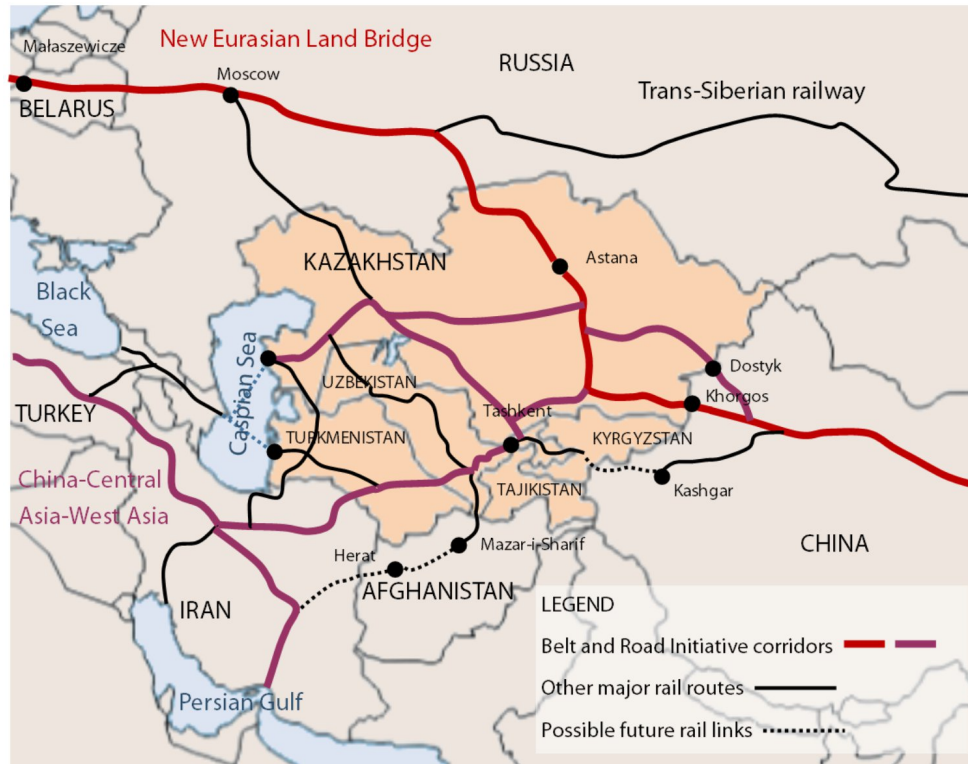 Małaszewicze
New Eurasian Land Bridge
RUSSIA
Moscow
Trans-Siberian railway
BELARUS
KAZAKHSTAN
Astana
Black
Sea
Caspian Sea
Dostyk
UZBEKISTAN
Khorgos
TURKEY
Tashkent
TURKMENISTAN
KYRGYZSTAN
China-Central
Asia-West Asia
TAJIKISTAN
Kashgar
Herat
Mazar-i-Sharif
CHINA
AFGHANISTAN
IRAN
Persian Gulf
LEGEND
Belt and Road Initiative corridors
Other major rail routes
Possible future rail links